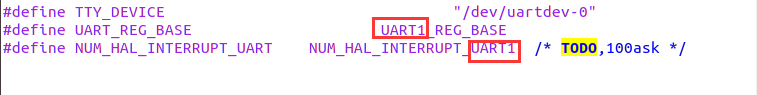 #define TTY_DEVICE "/dev/uartdev-0"
#define UART_REG_BASE UART1_REG_BASE
#define NUM_HAL_INTERRUPT_UART NUM_HAL_INTERRUPT_UART1 /* TODO,100ask */